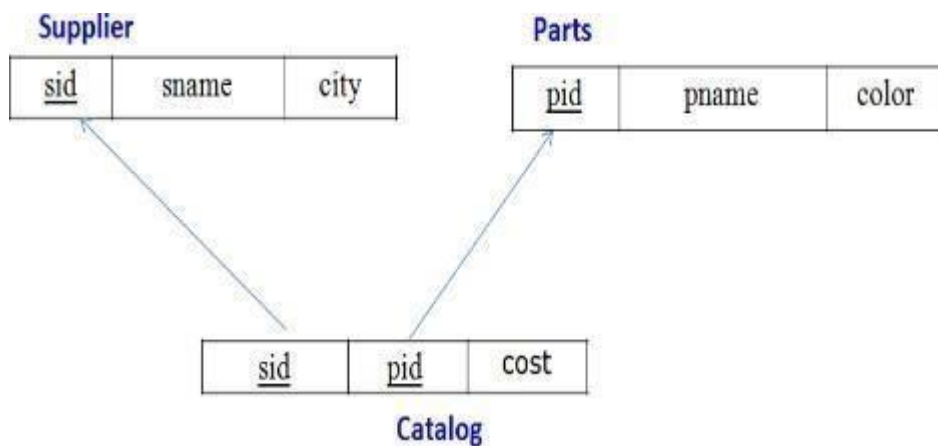 Supplier
sid sname city
Parts
pid pname color
sid pid cost
Catalog